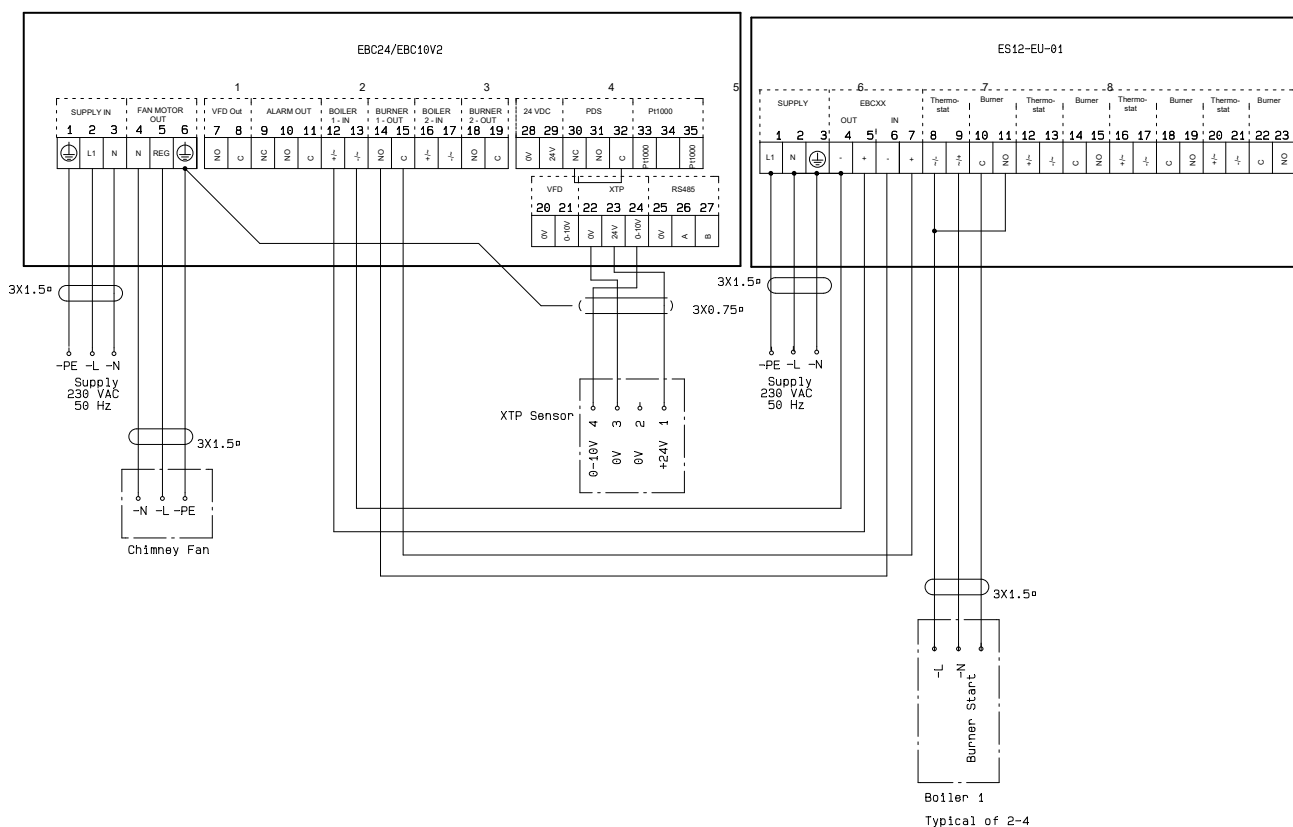 EBC24/EBC10V2
ES12-EU-01
1 2 3 4 5 6 7 8
SUPPLY IN
FAN MOTOR
OUT
VFD Out
ALARM OUT
BOILER
1 - IN
BURNER
1 - OUT
BOILER
2 - IN
BURNER
2 - OUT
24 VDC
PDS
Pt1000
1 2 3 4 5 6 7 8 9 10 11 12 13 14 15 16 17 18 19 28 29 30 31 32 33 34 35
L1 N N REG NO C NC NO C +/~ -/~ NO C +/~ -/~ NO C 0V 24V NC NO C Pt1000 Pt1000
VFD
XTP
RS485
20 21 22 23 24 25 26 27
0V 0-10V 0V 24V 0-10V 0V A B
SUPPLY
EBCXX
OUT IN
Thermo-
stat
Burner
Thermo-
stat
Burner
Thermo-
stat
Burner
Thermo-
stat
Burner
1 2 3 4 5 6 7 8 9 10 11 12 13 14 15 16 17 18 19 20 21 22 23
L1 N - + - + C NO C NO C NO C NO
3X1.5¤
-PE -L -N
Supply
230 VAC
50 Hz
3X1.5¤
-N -L -PE
Chimney Fan
3X0.75¤
XTP Sensor
4 3 2 1
0-10V 0V 0V +24V
3X1.5¤
-PE -L -N
Supply
230 VAC
50 Hz
3X1.5¤
-L -N Burner Start
Boiler 1
Typical of 2-4